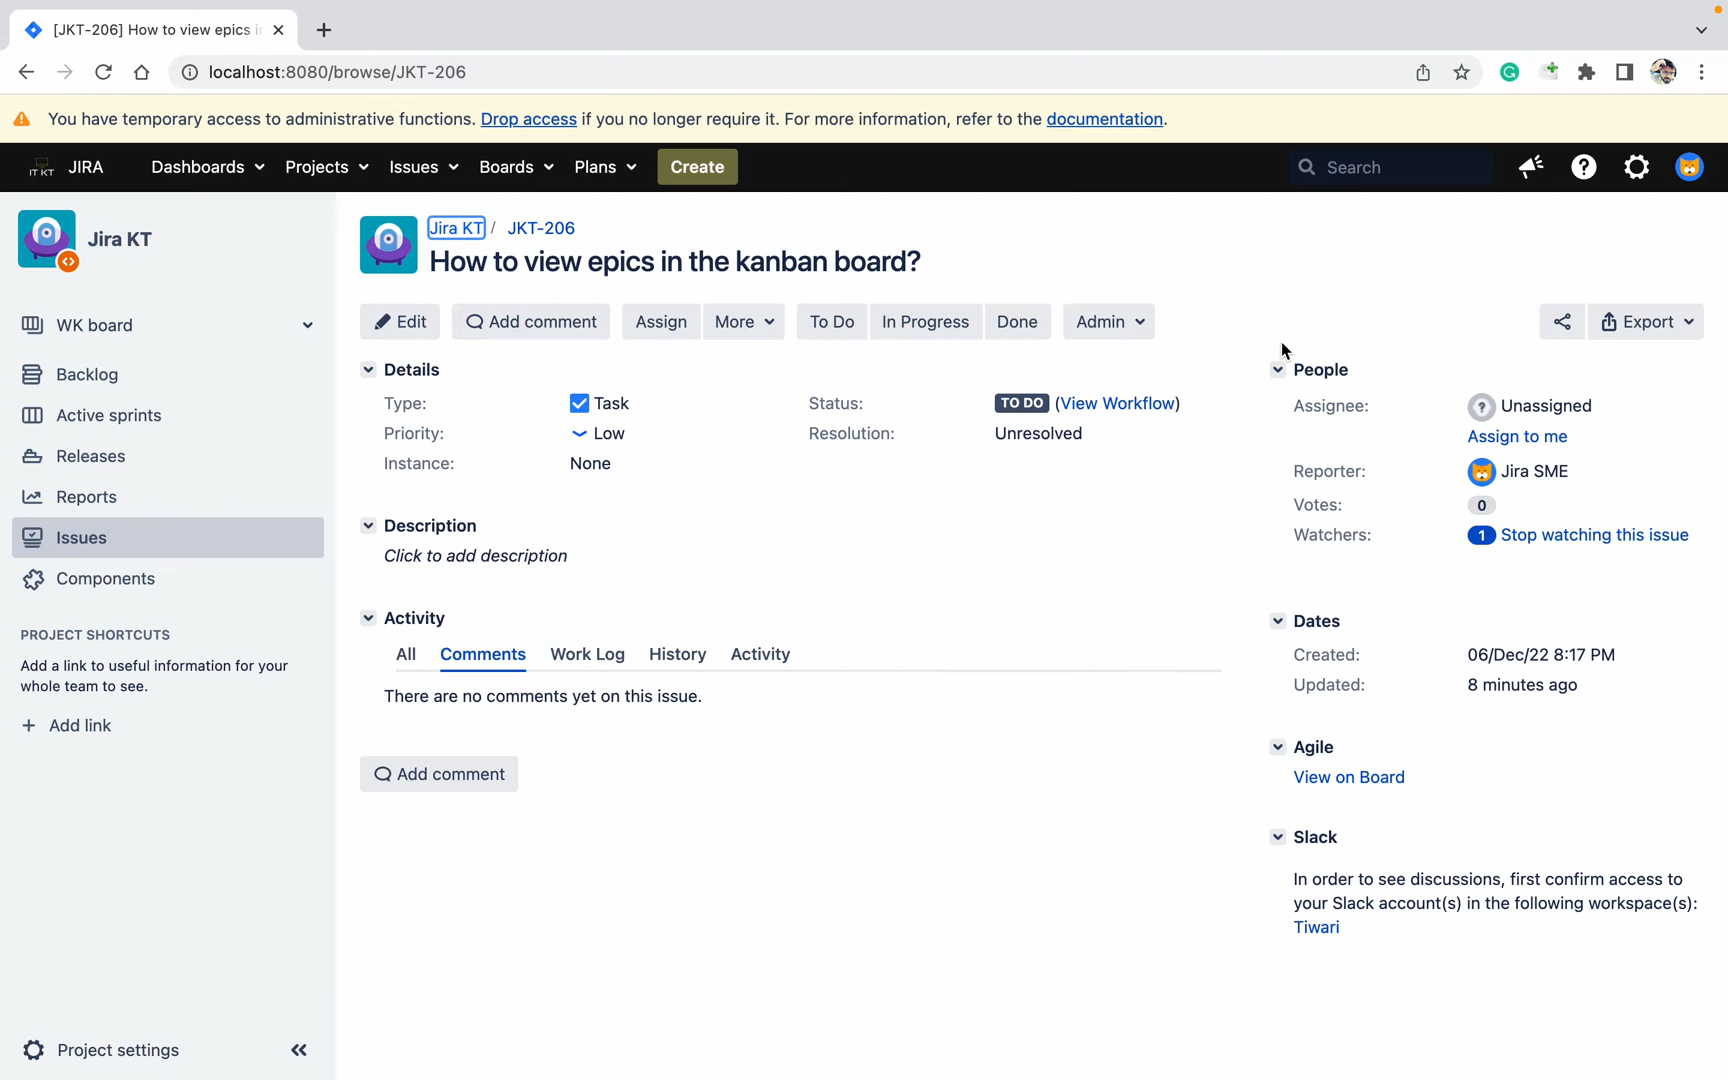 [JKT-206] How to view epics i
localhost:8080/browse/JKT-206
You have temporary access to administrative functions. Drop access if you no longer require it. For more information, refer to the documentation.
IT KT JIRA Dashboards Projects Issues Boards Plans Create Search
Jira KT
WK board
Backlog
Active sprints
Releases
Reports
Issues
Components
PROJECT SHORTCUTS
Add a link to useful information for your
whole team to see.
+ Add link
Project settings
Jira KT / JKT-206
How to view epics in the kanban board?
Edit Add comment Assign More To Do In Progress Done Admin Export
Details
Type: Task Status: TO DO (View Workflow)
Priority: Low Resolution: Unresolved
Instance: None
Description
Click to add description
Activity
All Comments Work Log History Activity
There are no comments yet on this issue.
Add comment
People
Assignee: Unassigned
Assign to me
Reporter: Jira SME
Votes: 0
Watchers: 1 Stop watching this issue
Dates
Created: 06/Dec/22 8:17 PM
Updated: 8 minutes ago
Agile
View on Board
Slack
In order to see discussions, first confirm access to
your Slack account(s) in the following workspace(s):
Tiwari